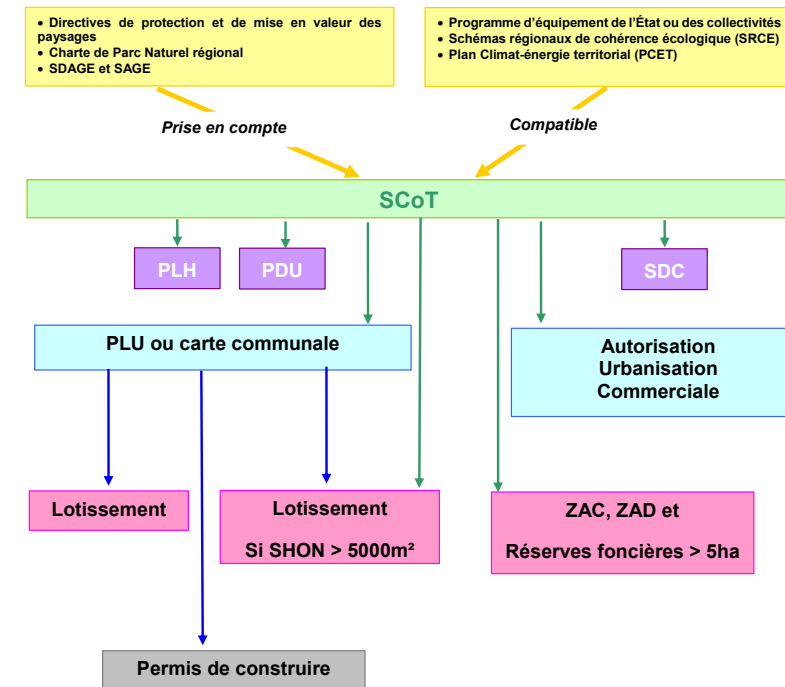 • Directives de protection et de mise en valeur des
paysages
• Charte de Parc Naturel régional
• SDAGE et SAGE
• Programme d'équipement de l'État ou des collectivités
• Schémas régionaux de cohérence écologique (SRCE)
• Plan Climat-énergie territorial (PCET)
Prise en compte
Compatible
SCoT
PLH
PDU
SDC
PLU ou carte communale
Autorisation
Urbanisation
Commerciale
Lotissement
Lotissement
Si SHON > 5000m²
ZAC, ZAD et
Réserves foncières > 5ha
Permis de construire